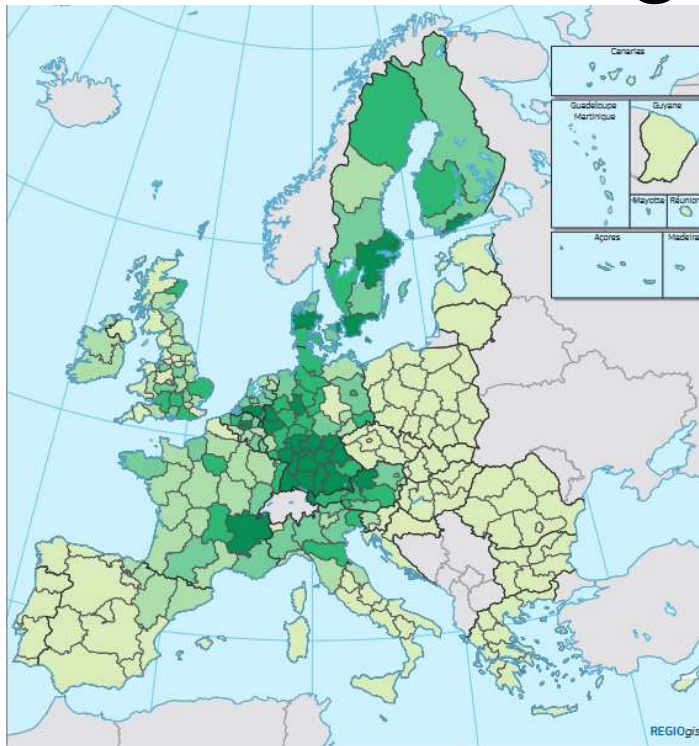 Canarias
Guadeloupe
Martinique
Guyane
Mayotte
Réunion
Açores
Madeira
REGIOgis